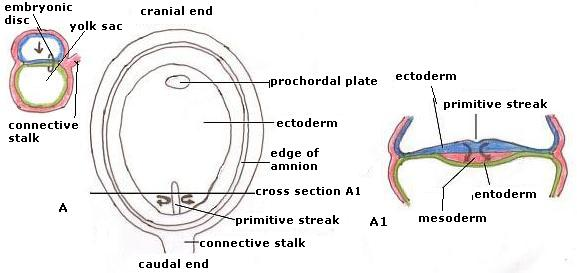 embryonic
disc
yolk sac
connective
stalk
cranial end
prochordal plate
ectoderm
edge of
amnion
cross section A1
primitive streak
connective stalk
caudal end
A
ectoderm
primitive streak
entoderm
mesoderm
A1